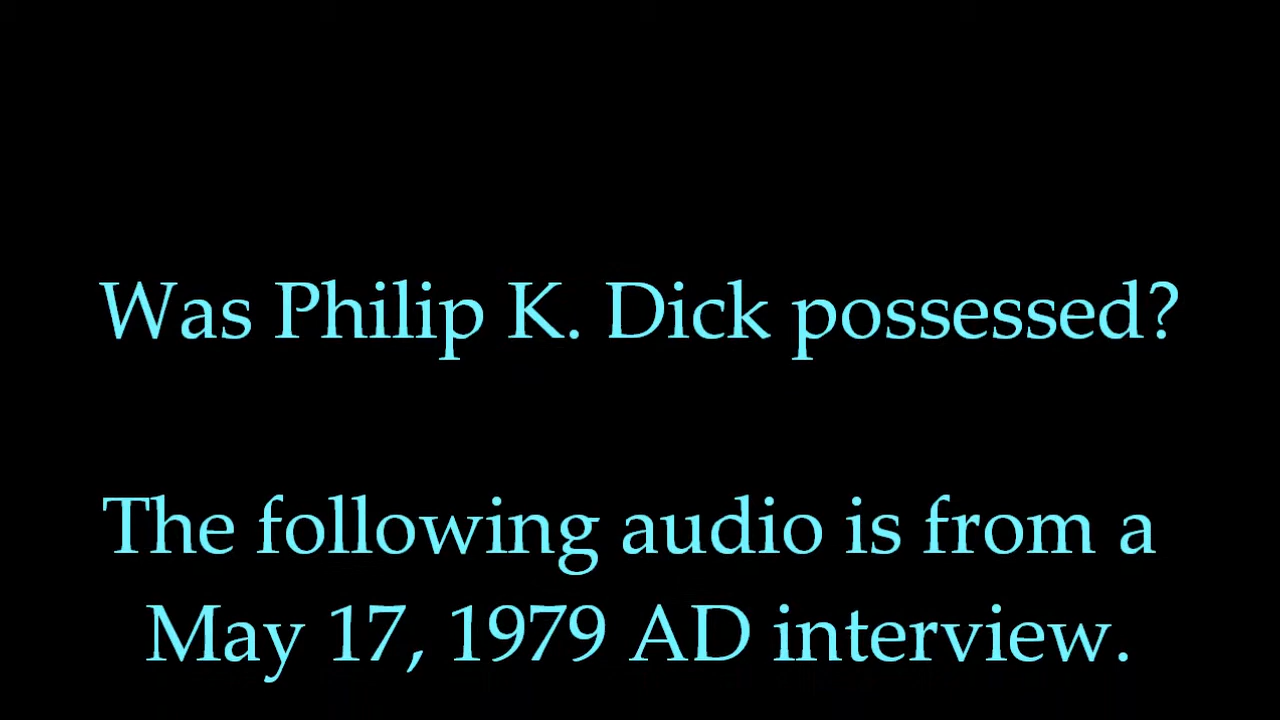 Was Philip K. Dick possessed?
The following audio is from a
May 17, 1979 AD interview.